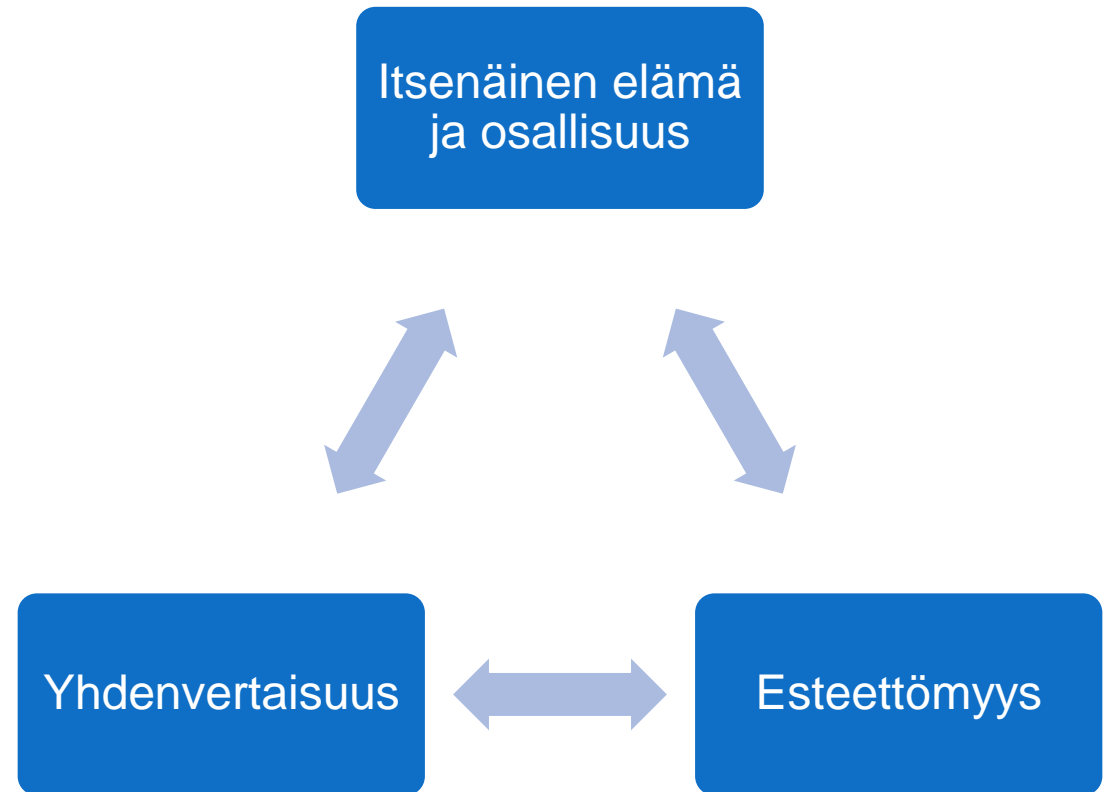 Itsenäinen elämä
ja osallisuus
Yhdenvertaisuus
Esteettömyys